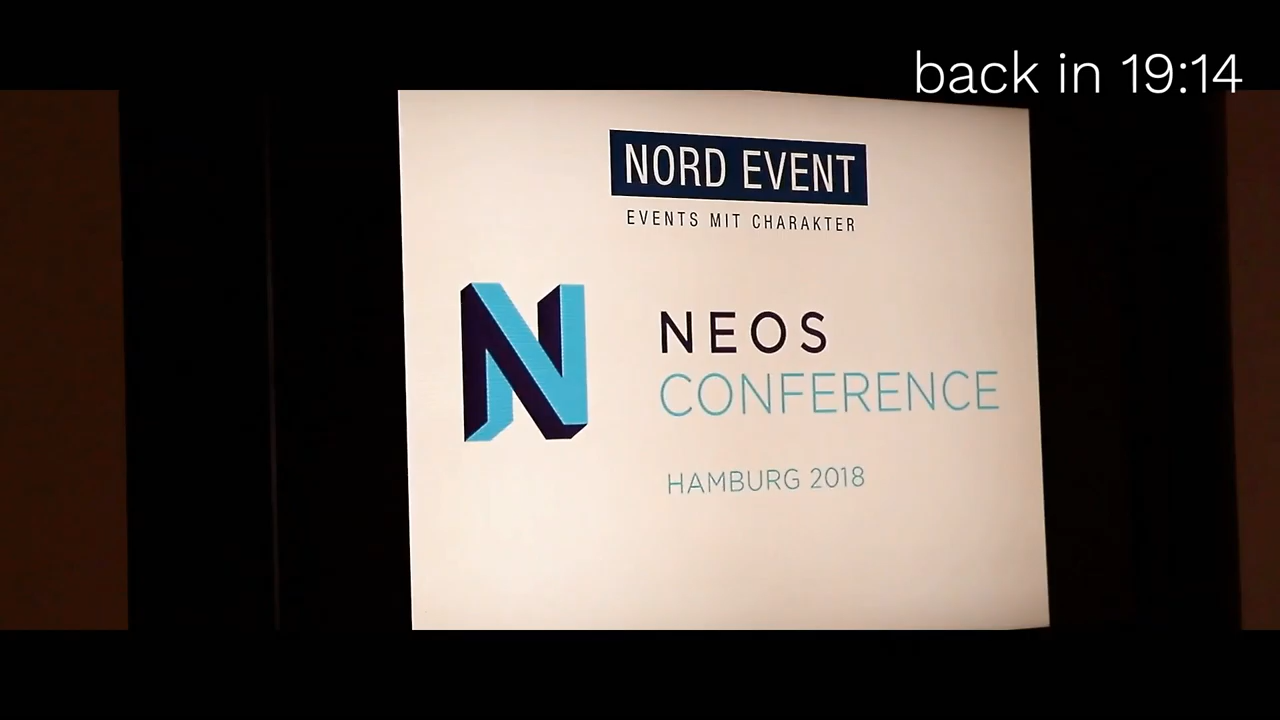 back in 19:14
NORD EVENT
EVENTS MIT CHARAKTER
NEOS
CONFERENCE
HAMBURG 2018